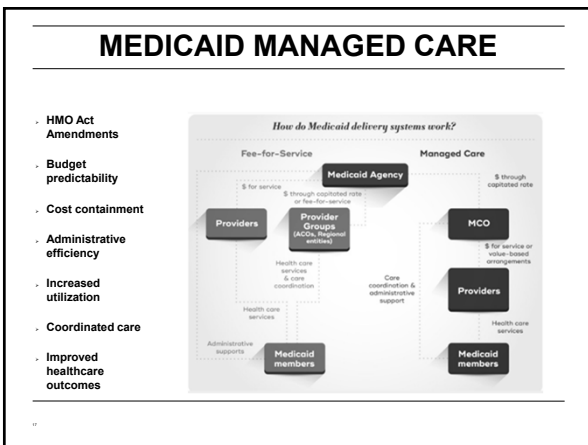 MEDICAID MANAGED CARE
HMO Act
Amendments
Budget
predictability
Cost containment
Administrative
efficiency
Increased
utilization
Coordinated care
Improved
healthcare
outcomes
How do Medicaid delivery systems work?
Fee-for-Service
Managed Care
Medicaid Agency
$ for service
$ through capitated rate
or fee-for-service
$ through
capitated rate
Providers
Provider
Groups
(ACOs, Regional
entities)
MCO
$ for service or
value-based
arrangements
Health care
services
& care
coordination
Care
coordination &
administrative
support
Providers
Health care
services
Health care
services
Administrative
supports
Medicaid
members
Medicaid
members
17